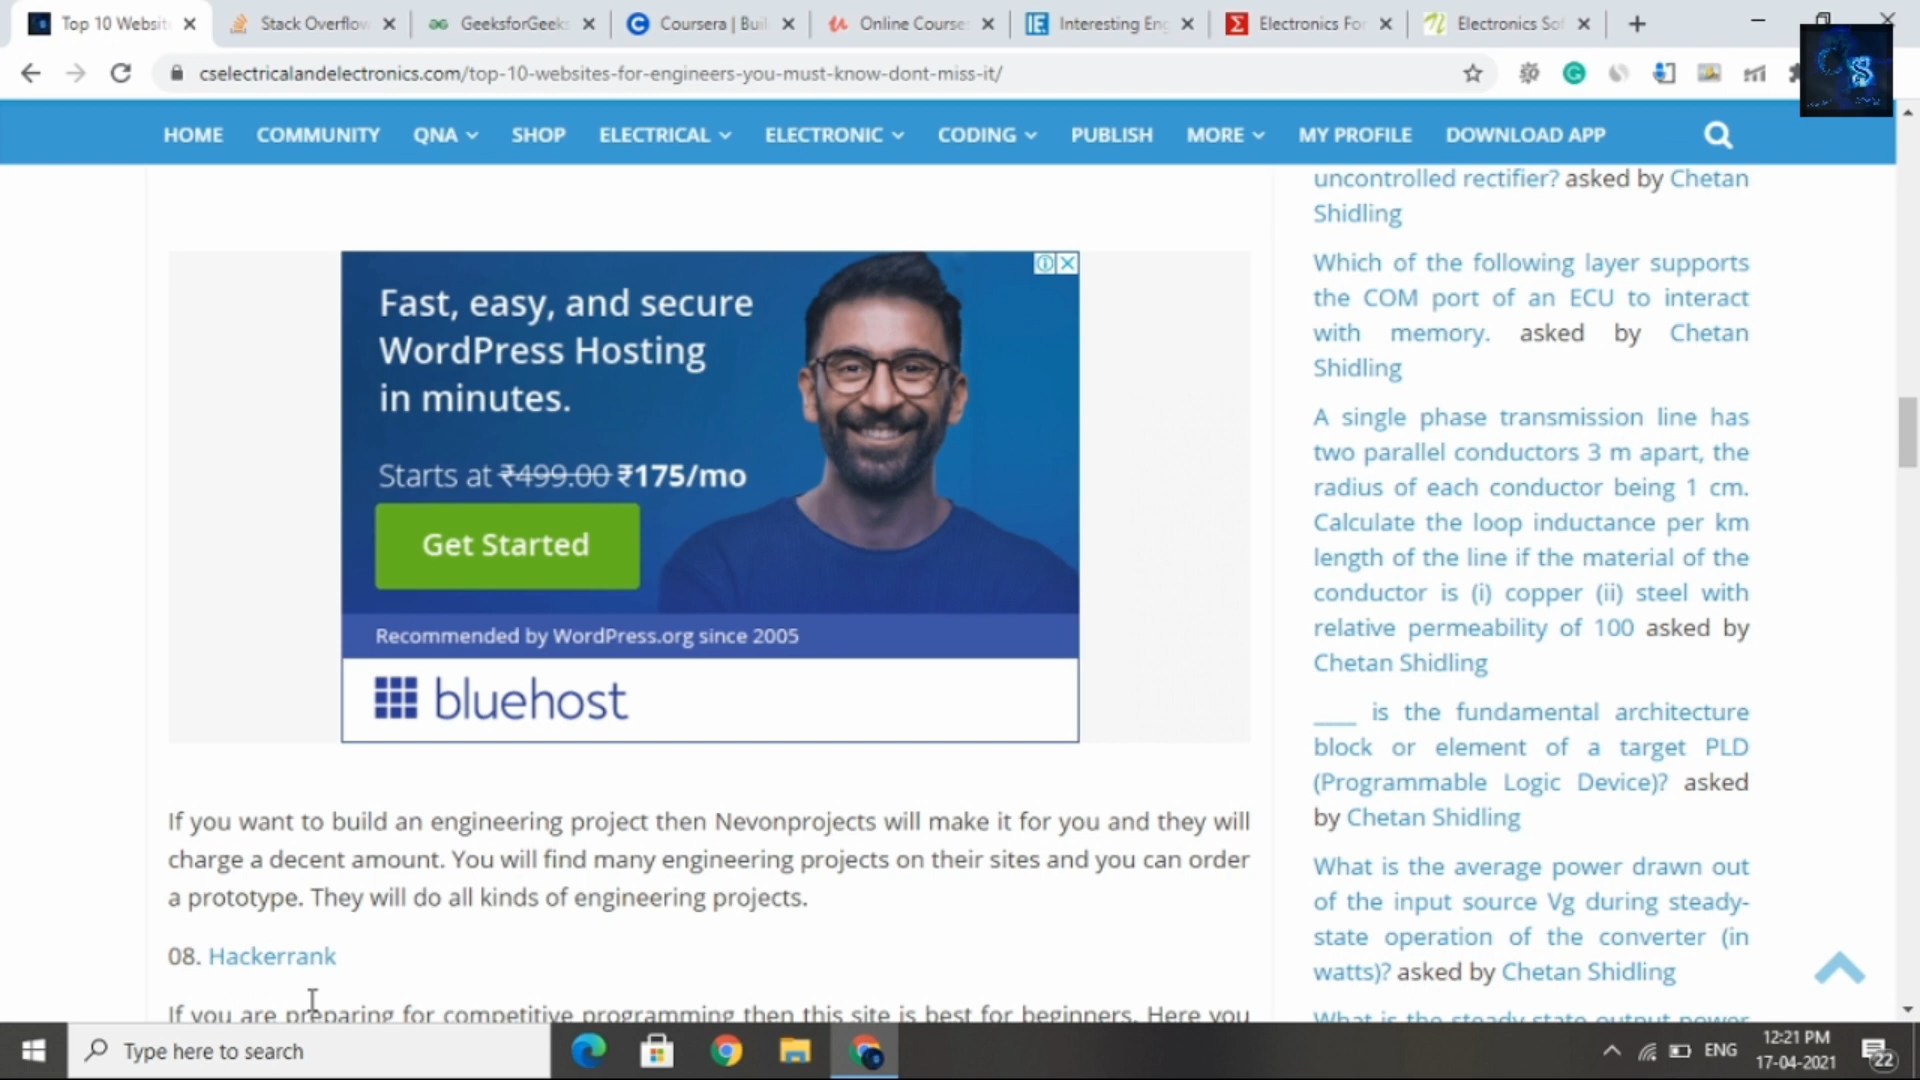 Top 10 Websit
Stack Overflow
GeeksforGeeks
Coursera | Buil
Online Course
Interesting Eng
Electronics For
Electronics Sof
cselectricalandelectronics.com/top-10-websites-for-engineers-you-must-know-dont-miss-it/
CS
HOME
COMMUNITY
QNA
SHOP
ELECTRICAL
ELECTRONIC
CODING
PUBLISH
MORE
MY PROFILE
DOWNLOAD APP
Fast, easy, and secure
WordPress Hosting
in minutes.
Starts at ₹499.00 ₹175/mo
Get Started
Recommended by WordPress.org since 2005
bluehost
If you want to build an engineering project then Nevonprojects will make it for you and they will
charge a decent amount. You will find many engineering projects on their sites and you can order
a prototype. They will do all kinds of engineering projects.
08. Hackerrank
If you are preparing for competitive programming then this site is best for beginners. Here you
uncontrolled rectifier? asked by Chetan
Shidling
Which of the following layer supports
the COM port of an ECU to interact
with memory. asked by Chetan
Shidling
A single phase transmission line has
two parallel conductors 3 m apart, the
radius of each conductor being 1 cm.
Calculate the loop inductance per km
length of the line if the material of the
conductor is (i) copper (ii) steel with
relative permeability of 100 asked by
Chetan Shidling
____ is the fundamental architecture
block or element of a target PLD
(Programmable Logic Device)? asked
by Chetan Shidling
What is the average power drawn out
of the input source Vg during steady-
state operation of the converter (in
watts)? asked by Chetan Shidling
What is the steady state output power
Type here to search
ENG
12:21 PM
17-04-2021
22